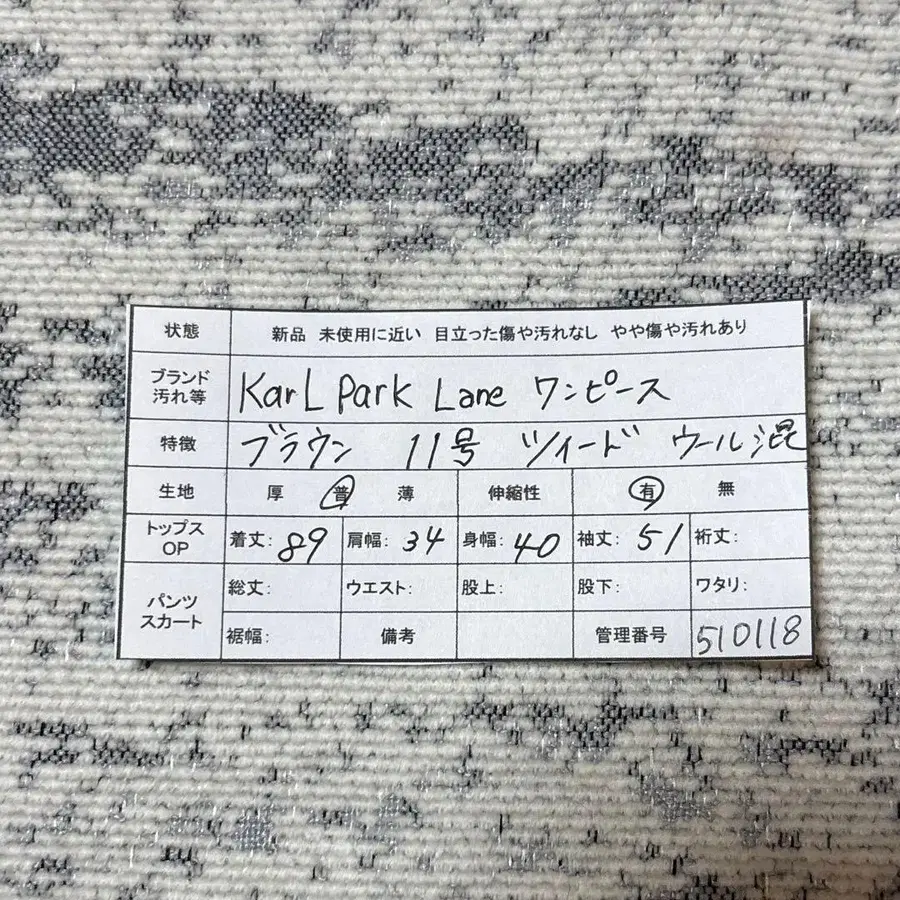 状態 新品 未使用に近い 目立った傷や汚れなし やや傷や汚れあり
ブランド 汚れ等 KarL Park Lane ワンピース
特徴 ブラウン 11号 ツイード ウール混
生地 厚 普 薄 伸縮性 有 無
トップス OP 着丈: 89 肩幅: 34 身幅: 40 袖丈: 51 裄丈:
パンツ スカート 総丈: ウエスト: 股上: 股下: ワタリ:
裾幅: 備考 管理番号 510118